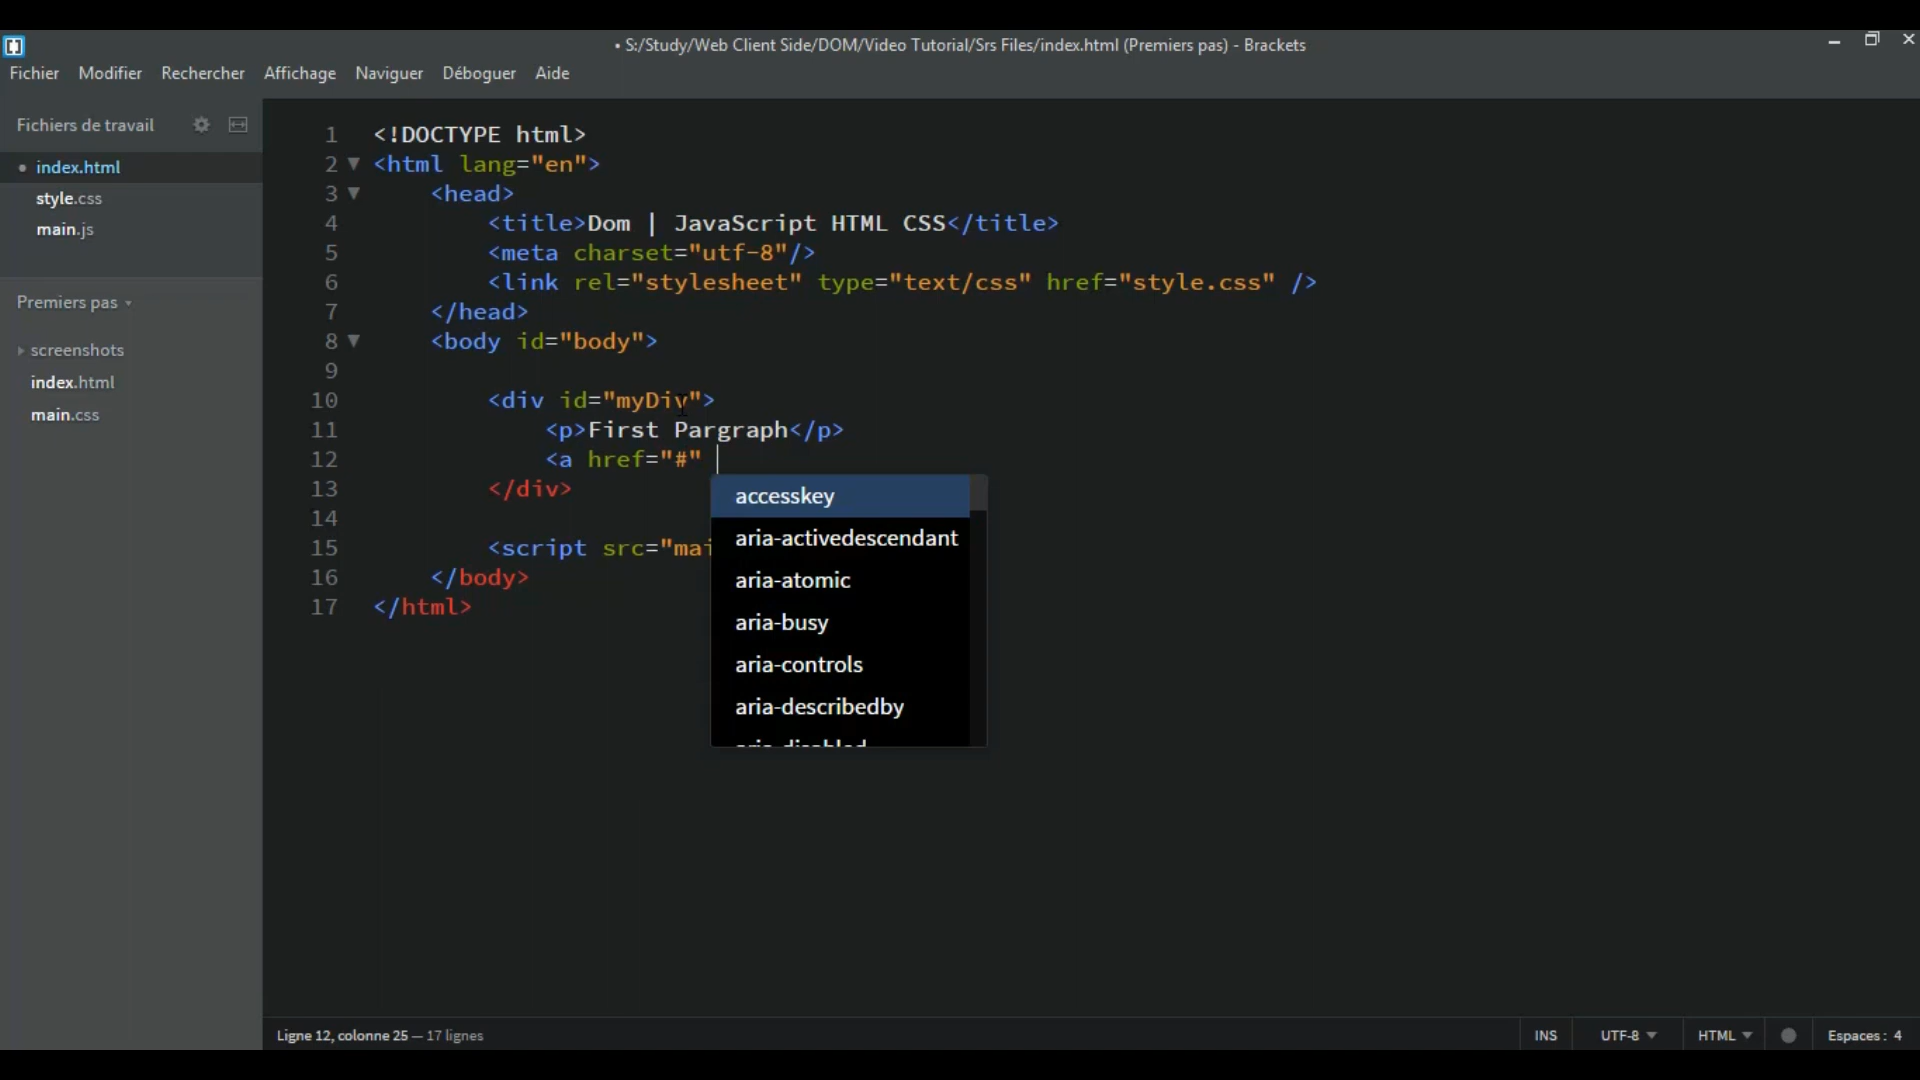 • S:/Study/Web Client Side/DOM/Video Tutorial/Srs Files/index.html (Premiers pas) - Brackets
Fichier Modifier Rechercher Affichage Naviguer Déboguer Aide
Fichiers de travail
• index.html
style.css
main.js
Premiers pas
screenshots
index.html
main.css
1 <!DOCTYPE html>
2 <html lang="en">
3 <head>
4 <title>Dom | JavaScript HTML CSS</title>
5 <meta charset="utf-8"/>
6 <link rel="stylesheet" type="text/css" href="style.css" />
7 </head>
8 <body id="body">
9
10 <div id="myDiv">
11 <p>First Pargraph</p>
12 <a href="#"
13 </div>
14
15 <script src="mai
16 </body>
17 </html>
accesskey
aria-activedescendant
aria-atomic
aria-busy
aria-controls
aria-describedby
aria-disabled
Ligne 12, colonne 25 — 17 lignes
INS UTF-8 HTML Espaces : 4